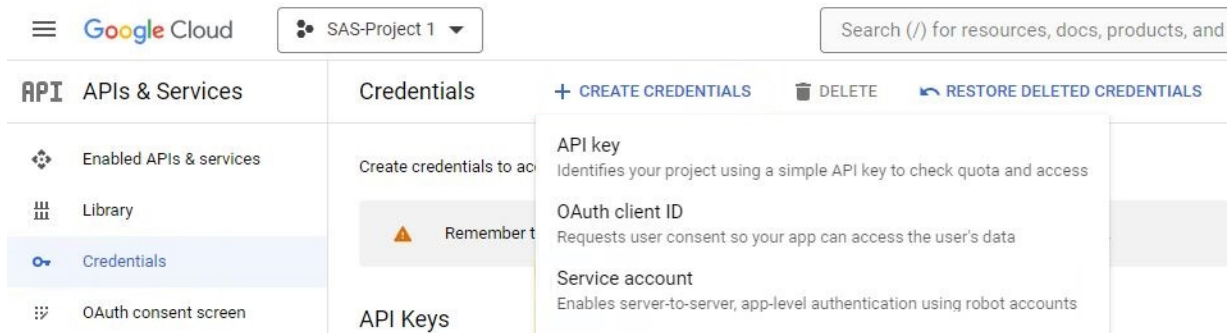 Google Cloud
SAS-Project 1
Search (/) for resources, docs, products, and
API APIs & Services
Credentials
+ CREATE CREDENTIALS
DELETE
RESTORE DELETED CREDENTIALS
Enabled APIs & services
Library
Credentials
OAuth consent screen
Create credentials to
Remember
API Keys
API key
Identifies your project using a simple API key to check quota and access
OAuth client ID
Requests user consent so your app can access the user's data
Service account
Enables server-to-server, app-level authentication using robot accounts